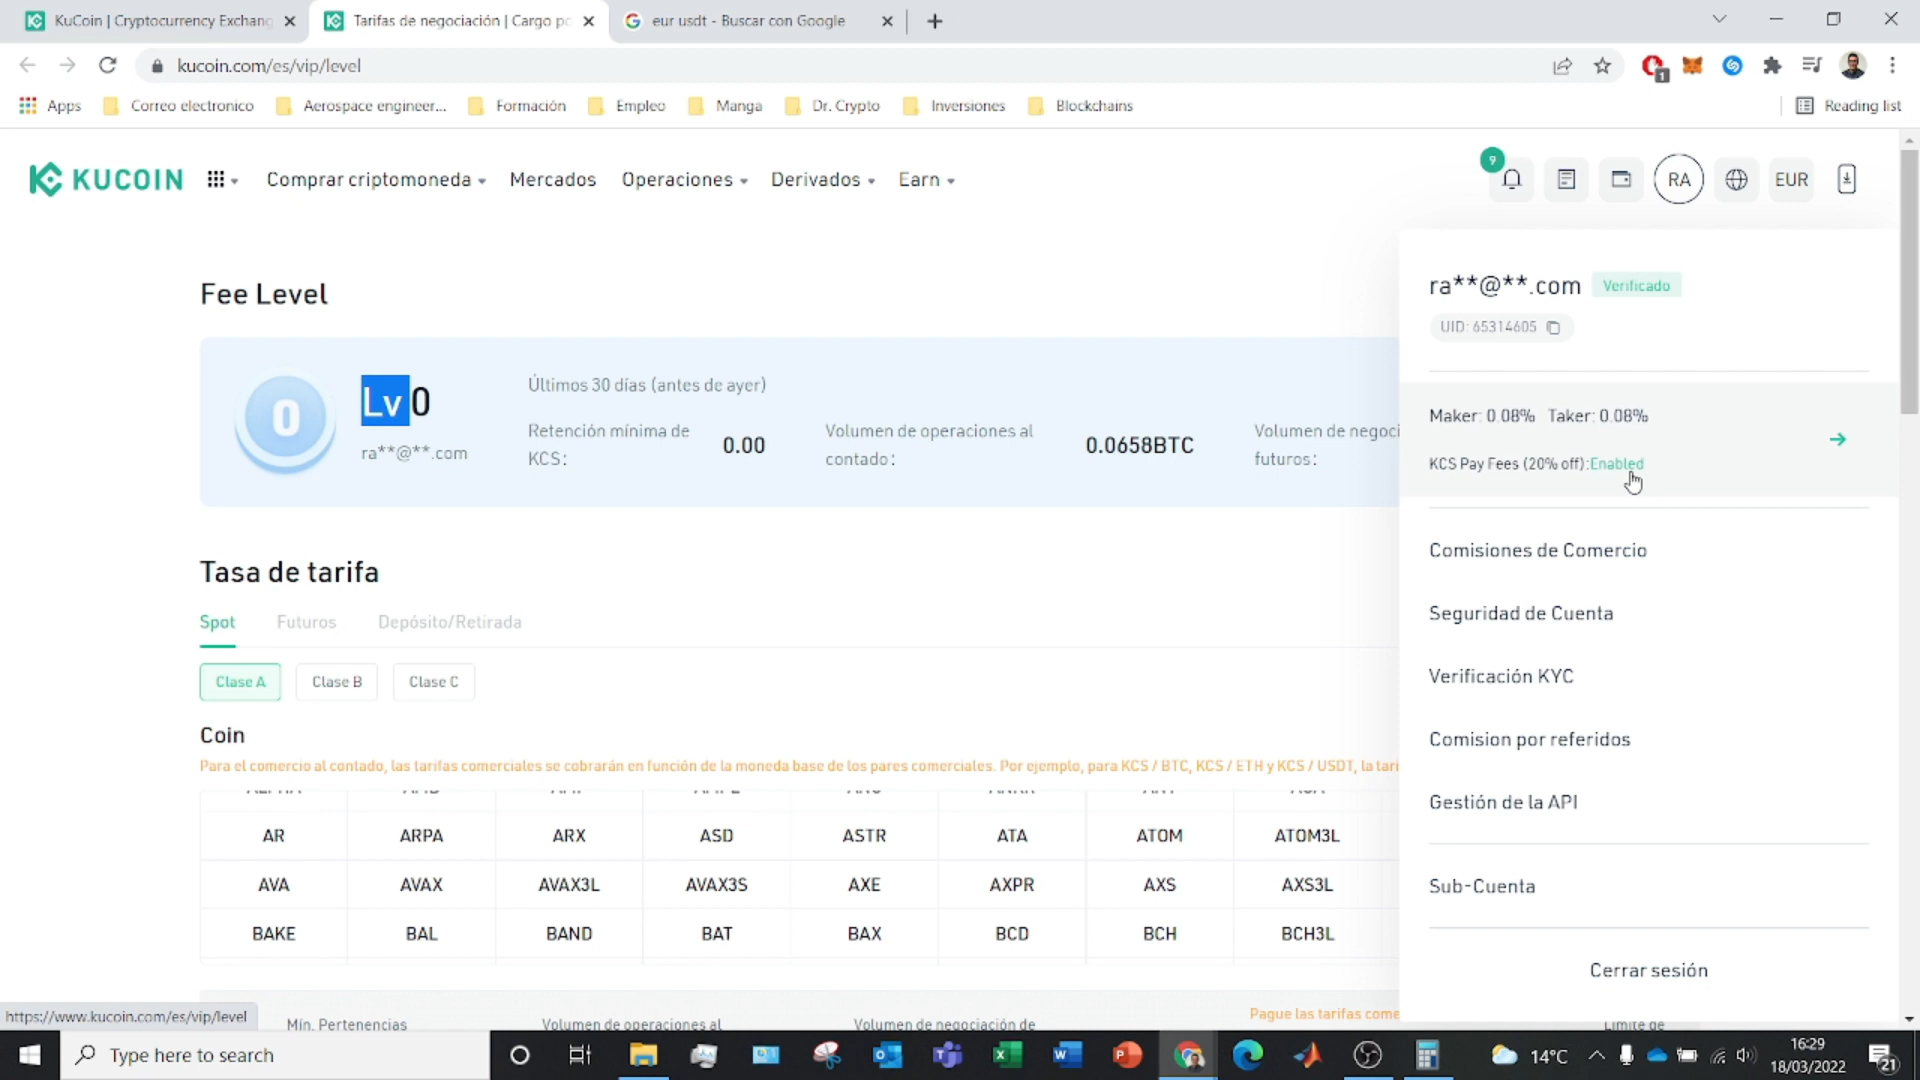 KuCoin | Cryptocurrency Exchang
Tarifas de negociación | Cargo po
eur usdt - Buscar con Google
kucoin.com/es/vip/level
1
Apps
Correo electronico
Aerospace engineer...
Formación
Empleo
Manga
Dr. Crypto
Inversiones
Blockchains
Reading list
KUCOIN
Comprar criptomoneda
Mercados
Operaciones
Derivados
Earn
9
RA
EUR
Fee Level
0
Lv 0
ra**@**.com
Últimos 30 días (antes de ayer)
Retención mínima de
KCS:
0.00
Volumen de operaciones al
contado:
0.0658BTC
Volumen de negoci
futuros:
ra**@**.com
Verificado
UID: 65314605
Maker: 0.08% Taker: 0.08%
KCS Pay Fees (20% off):Enabled
Comisiones de Comercio
Seguridad de Cuenta
Verificación KYC
Comision por referidos
Gestión de la API
Sub-Cuenta
Cerrar sesión
Tasa de tarifa
Spot
Futuros
Depósito/Retirada
Clase A
Clase B
Clase C
Coin
Para el comercio al contado, las tarifas comerciales se cobrarán en función de la moneda base de los pares comerciales. Por ejemplo, para KCS / BTC, KCS / ETH y KCS / USDT, la tari
AR ARPA ARX ASD ASTR ATA ATOM ATOM3L
AVA AVAX AVAX3L AVAX3S AXE AXPR AXS AXS3L
BAKE BAL BAND BAT BAX BCD BCH BCH3L
Mín. Pertenencias
Volumen de operaciones al
Volumen de negociación de
Pague las tarifas come
Límite de
https://www.kucoin.com/es/vip/level
Type here to search
14°C
16:29
18/03/2022
21